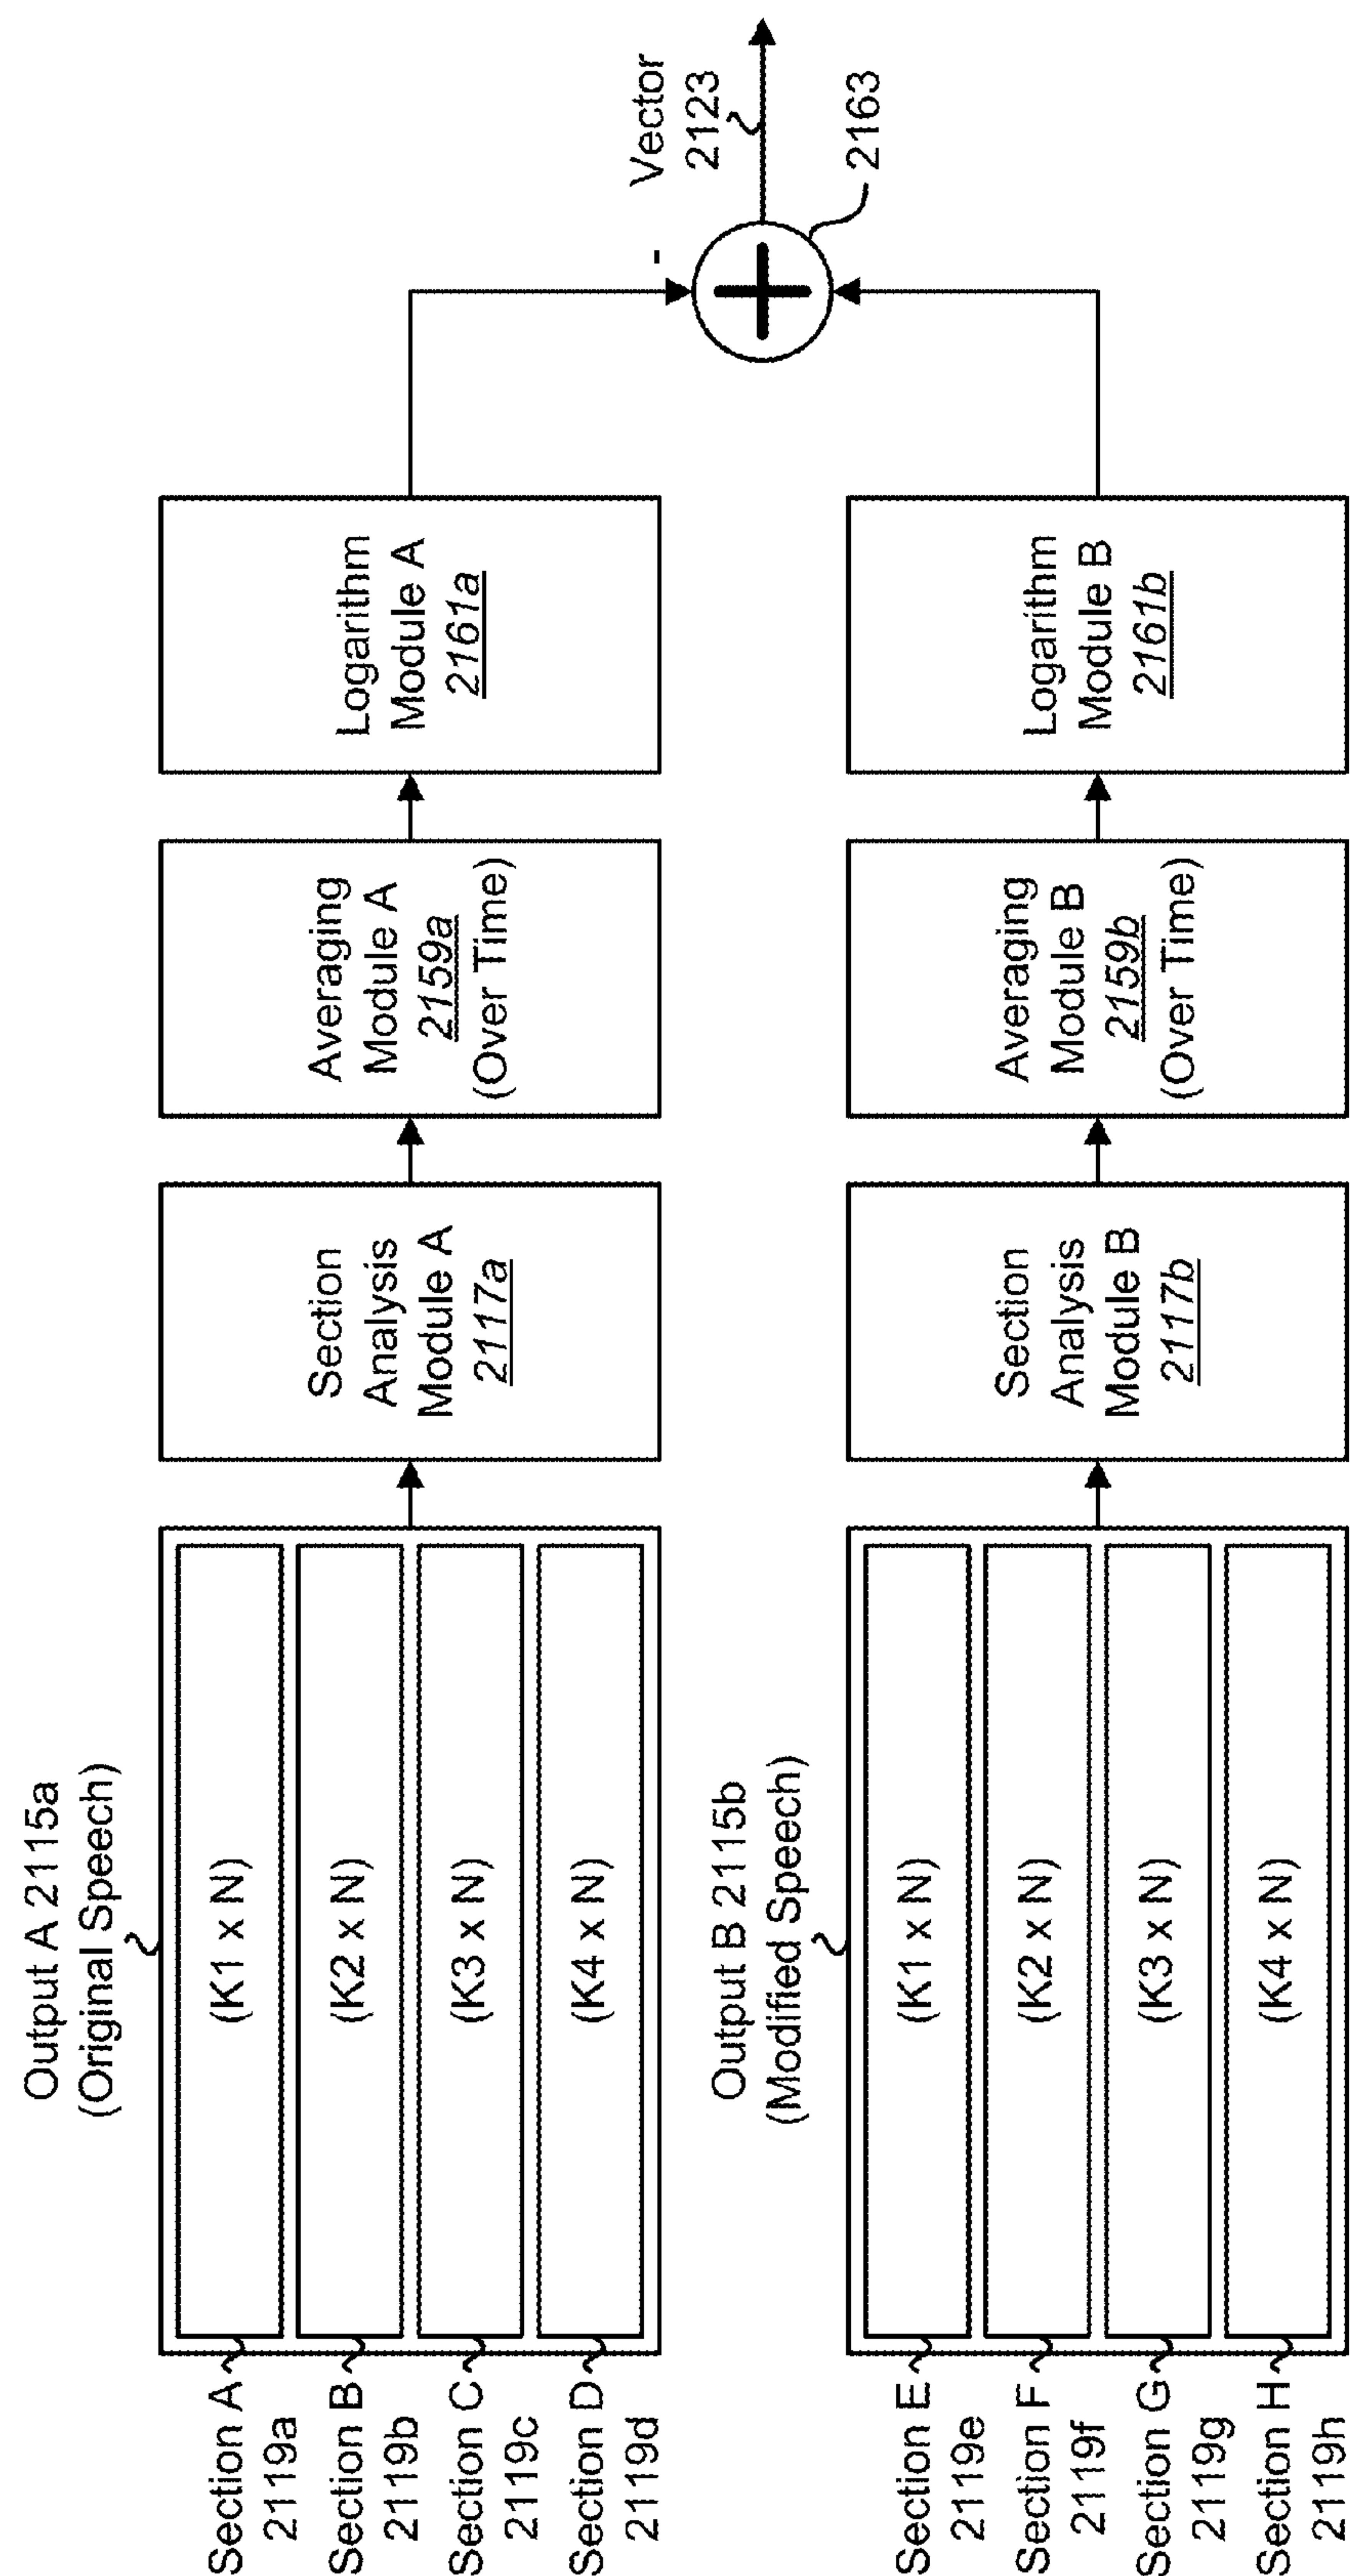 Output A 2115a
(Original Speech)
Section A
2119a
(K1 x N)
Section B
2119b
(K2 x N)
Section C
2119c
(K3 x N)
Section D
2119d
(K4 x N)
Section
Analysis
Module A
2117a
Averaging
Module A
2159a
(Over Time)
Logarithm
Module A
2161a
-
Vector
2123
2163
Output B 2115b
(Modified Speech)
Section E
2119e
(K1 x N)
Section F
2119f
(K2 x N)
Section G
2119g
(K3 x N)
Section H
2119h
(K4 x N)
Section
Analysis
Module B
2117b
Averaging
Module B
2159b
(Over Time)
Logarithm
Module B
2161b